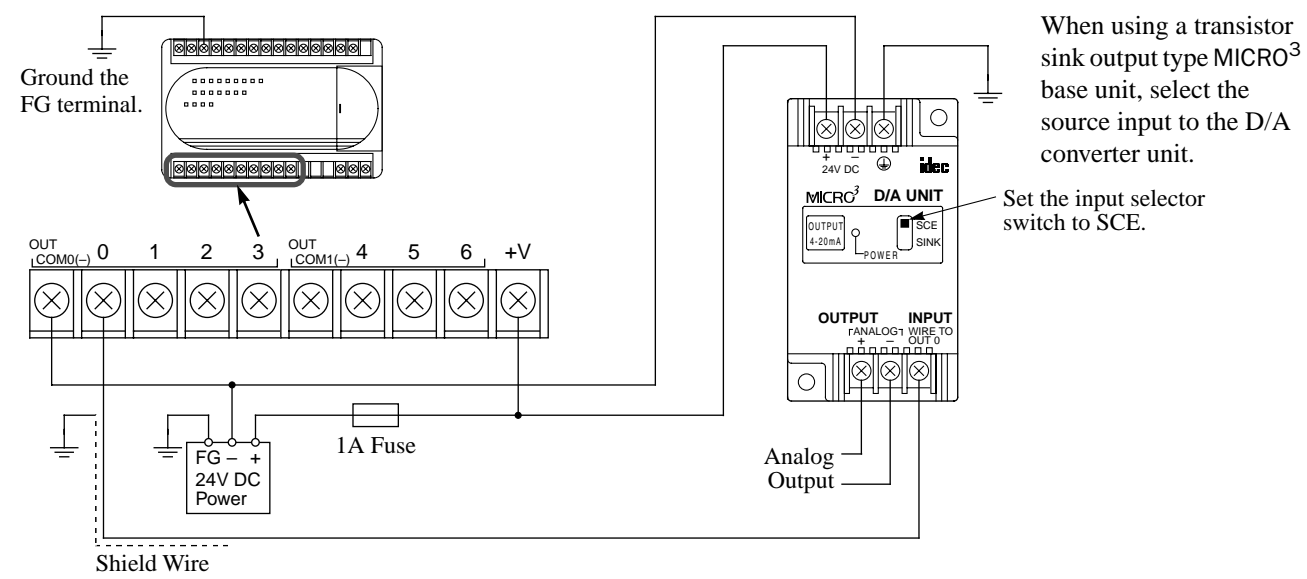 Ground the
FG terminal.
When using a transistor
sink output type MICRO3
base unit, select the
source input to the D/A
converter unit.
+ –
24V DC
idec
MICRO3 D/A UNIT
OUTPUT
4-20mA
POWER
SCE
SINK
Set the input selector
switch to SCE.
OUT
COM0(–) 0 1 2 3
OUT
COM1(–) 4 5 6 +V
OUTPUT INPUT
ANALOG WIRE TO
+ – OUT 0
1A Fuse
FG – +
24V DC
Power
Analog
Output
Shield Wire